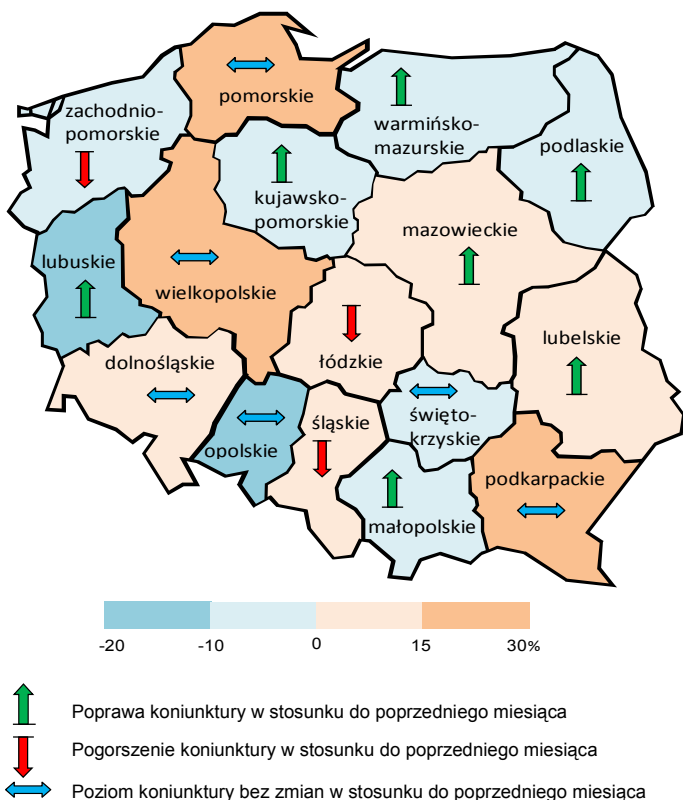 pomorskie
zachodnio-
pomorskie
warmińsko-
mazurskie
podlaskie
kujawsko-
pomorskie
mazowieckie
lubuskie
wielkopolskie
dolnośląskie
łódzkie
lubelskie
opolskie
śląskie
święto-
krzyskie
podkarpackie
małopolskie
-20 -10 0 15 30%
Poprawa koniunktury w stosunku do poprzedniego miesiąca
Pogorszenie koniunktury w stosunku do poprzedniego miesiąca
Poziom koniunktury bez zmian w stosunku do poprzedniego miesiąca